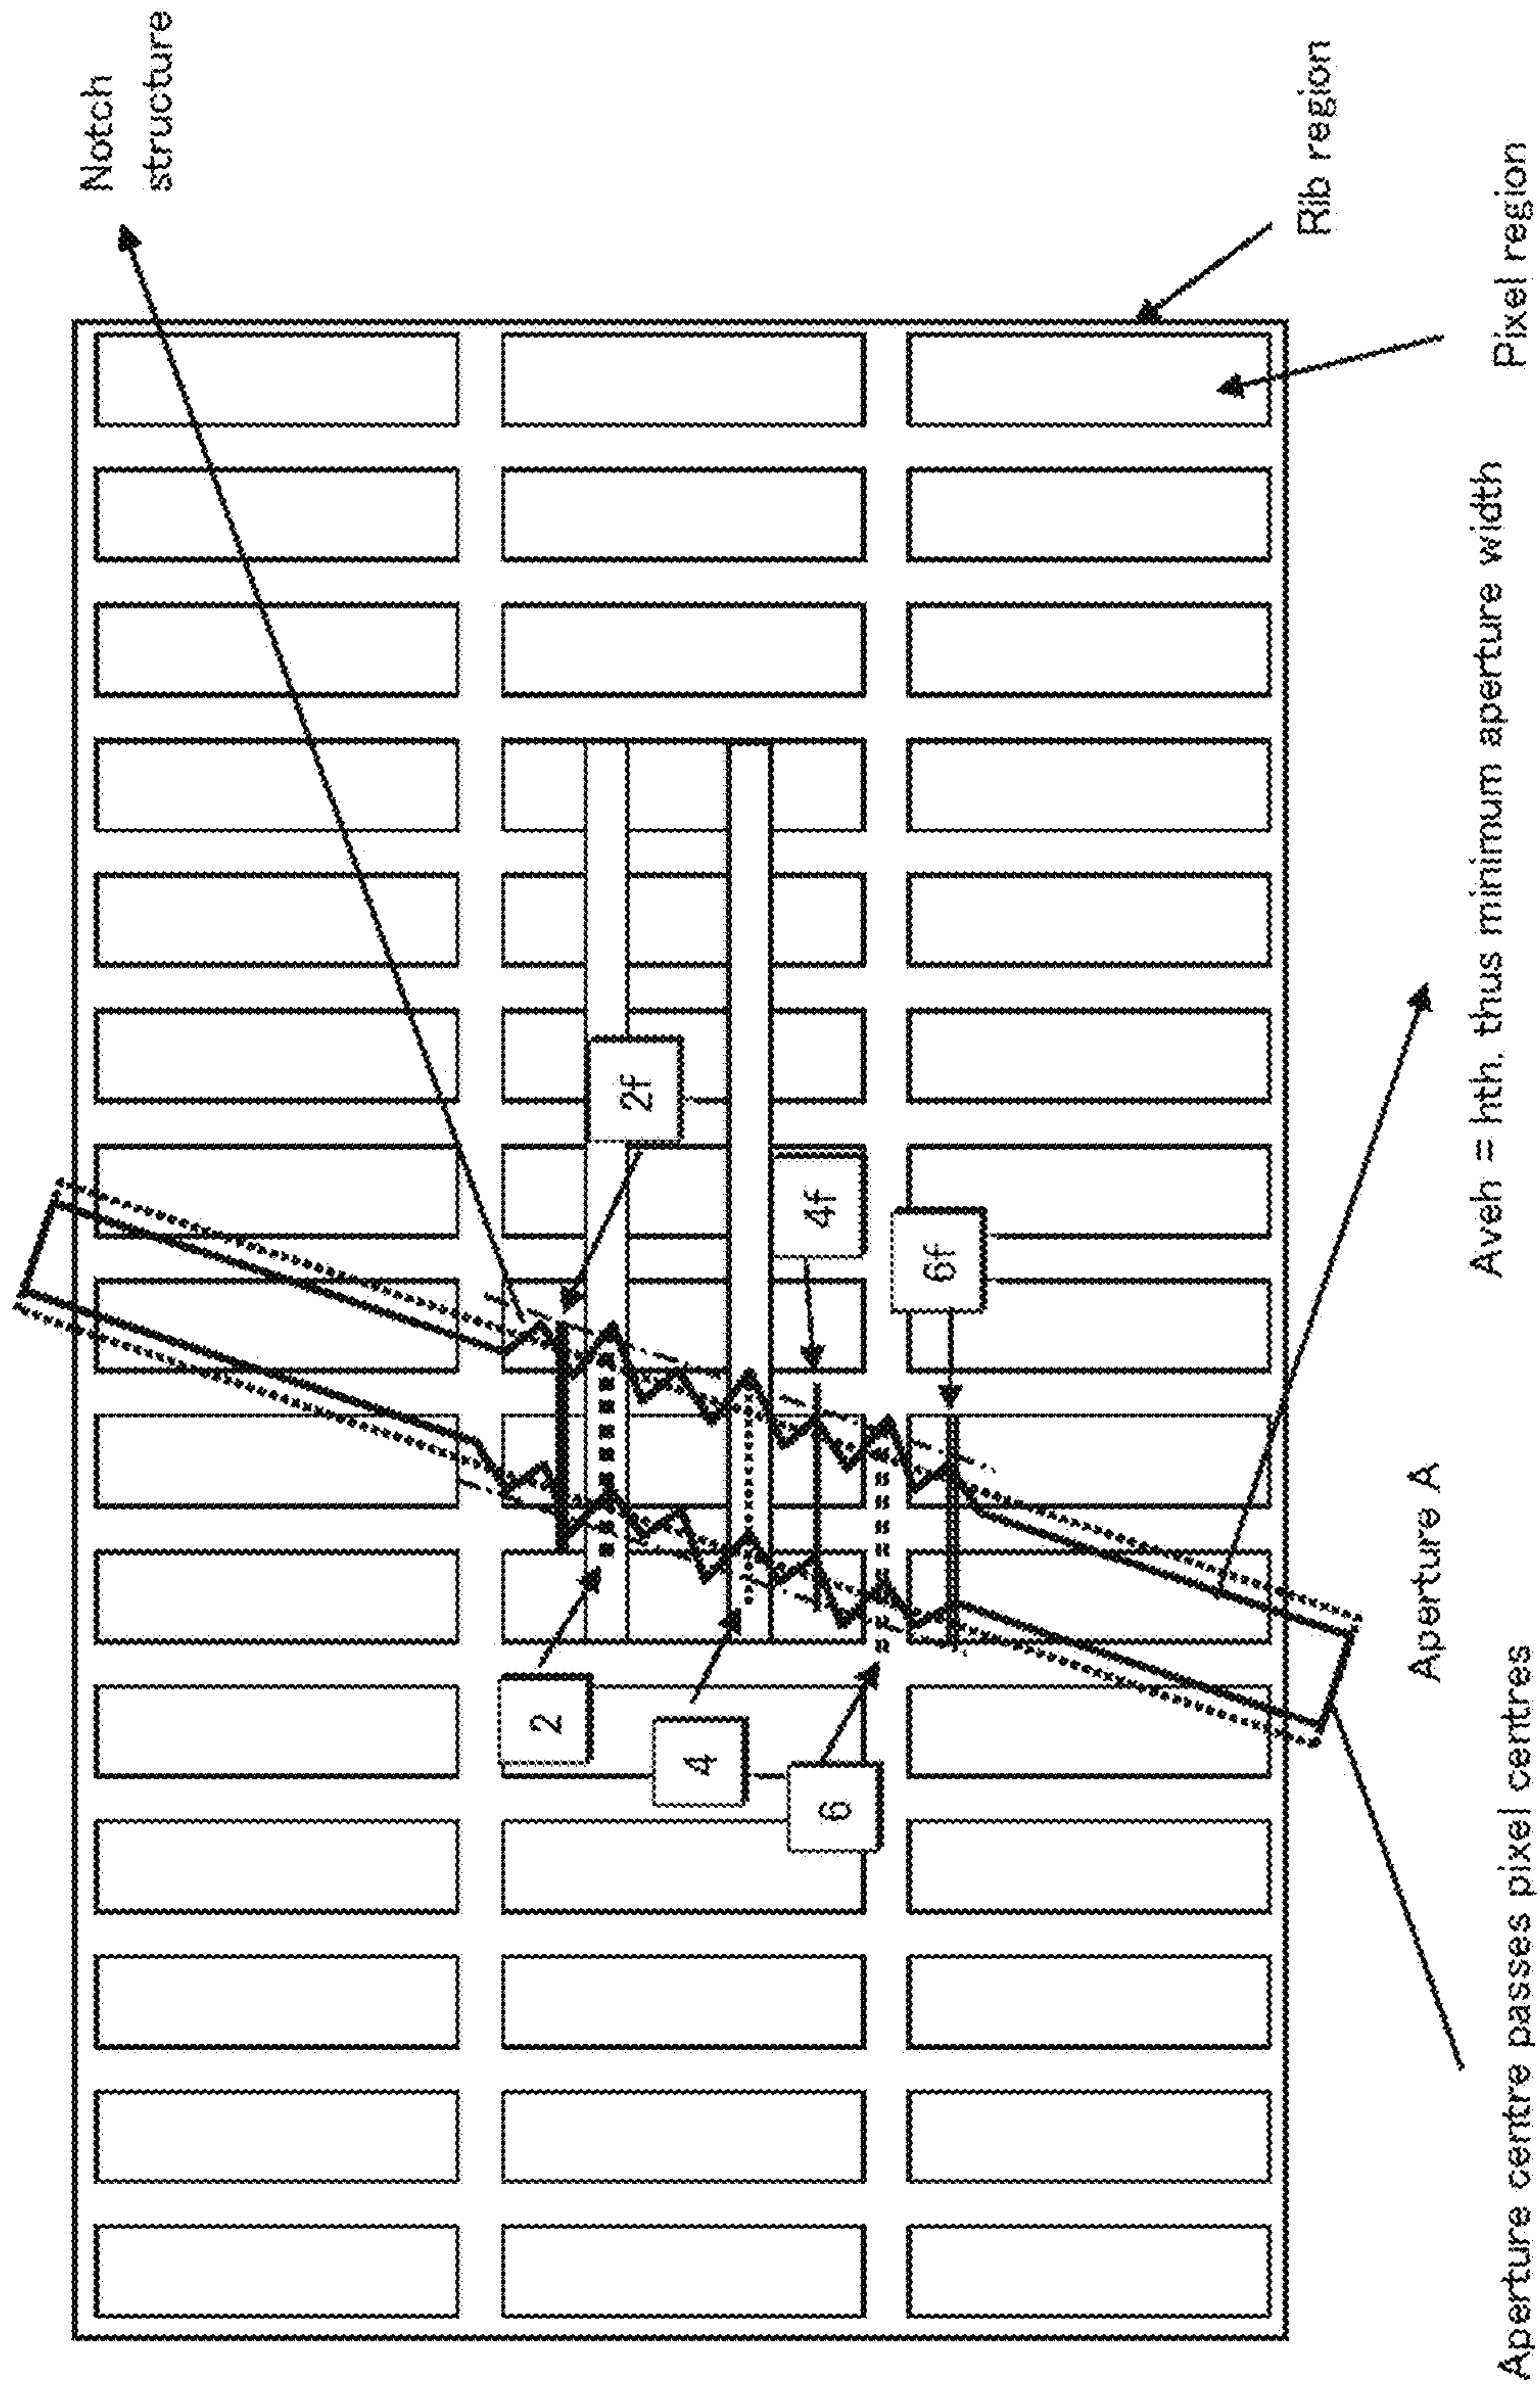 Notch
structure
Rib region
Pixel region
2f
4f
6f
2
4
6
Aveh = hth, thus minimum aperture width
Aperture A
Aperture centre passes pixel centres